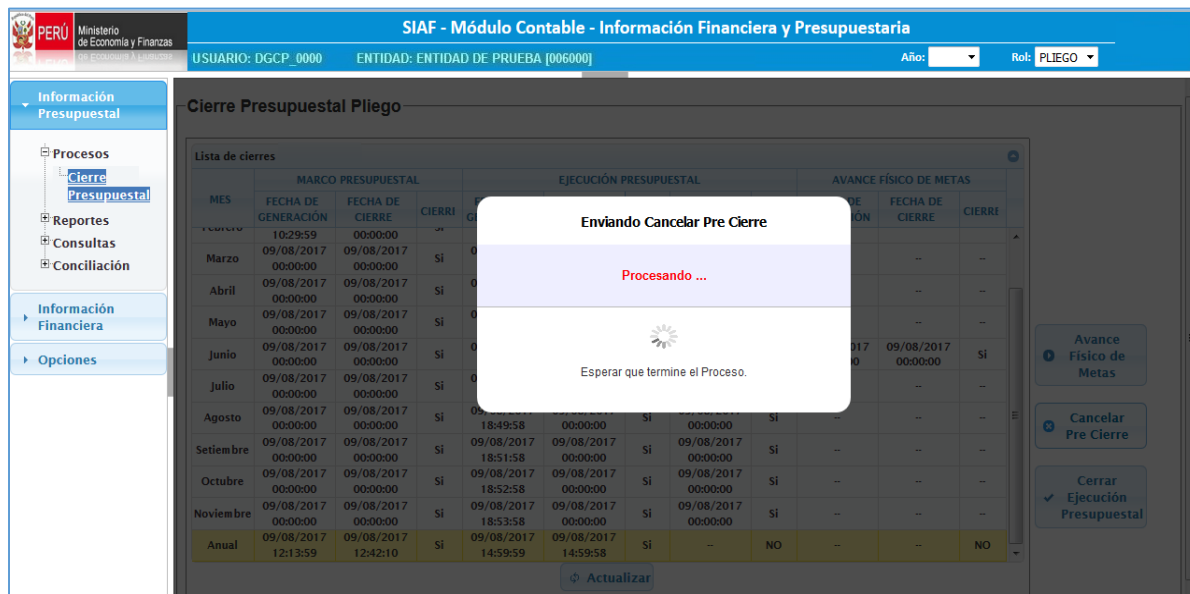 PERÚ
Ministerio
de Economía y Finanzas
SIAF - Módulo Contable - Información Financiera y Presupuestaria
USUARIO: DGCP_0000 ENTIDAD: ENTIDAD DE PRUEBA [006000] Año: Rol: PLIEGO
Información
Presupuestal
Procesos
Cierre
Presupuestal
Reportes
Consultas
Conciliación
Información
Financiera
Opciones
Cierre Presupuestal Pliego
Lista de cierres
MARCO PRESUPUESTAL EJECUCIÓN PRESUPUESTAL AVANCE FÍSICO DE METAS
MES FECHA DE GENERACIÓN FECHA DE CIERRE CIERRI FECHA DE CIERRE CIERRE
Febrero 10:29:59 00:00:00 Si
Marzo 09/08/2017 00:00:00 09/08/2017 00:00:00 Si -- --
Abril 09/08/2017 00:00:00 09/08/2017 00:00:00 Si -- --
Mayo 09/08/2017 00:00:00 09/08/2017 00:00:00 Si -- --
Junio 09/08/2017 00:00:00 09/08/2017 00:00:00 Si 09/08/2017 00:00:00 Si
Julio 09/08/2017 00:00:00 09/08/2017 00:00:00 Si -- --
Agosto 09/08/2017 00:00:00 09/08/2017 00:00:00 Si 18:49:58 00:00:00 Si 00:00:00 Si -- -- --
Setiembre 09/08/2017 00:00:00 09/08/2017 00:00:00 Si 09/08/2017 18:51:58 09/08/2017 00:00:00 Si 09/08/2017 00:00:00 Si -- -- --
Octubre 09/08/2017 00:00:00 09/08/2017 00:00:00 Si 09/08/2017 18:52:58 09/08/2017 00:00:00 Si 09/08/2017 00:00:00 Si -- -- --
Noviembre 09/08/2017 00:00:00 09/08/2017 00:00:00 Si 09/08/2017 18:53:58 09/08/2017 00:00:00 Si 09/08/2017 00:00:00 Si -- -- --
Anual 09/08/2017 12:13:59 09/08/2017 12:42:10 Si 09/08/2017 14:59:59 09/08/2017 14:59:58 Si -- NO -- -- NO
Actualizar
Enviando Cancelar Pre Cierre
Procesando ...
Esperar que termine el Proceso.
Avance
Físico de
Metas
Cancelar
Pre Cierre
Cerrar
Ejecución
Presupuestal